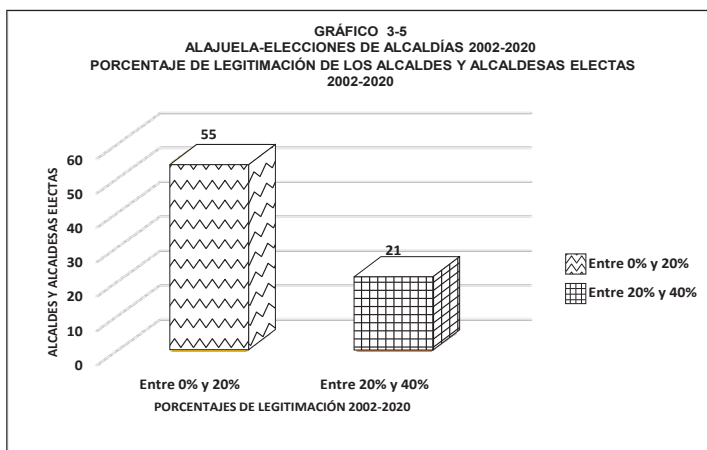 GRÁFICO 3-5
ALAJUELA-ELECCIONES DE ALCALDÍAS 2002-2020
PORCENTAJE DE LEGITIMACIÓN DE LOS ALCALDES Y ALCALDESAS ELECTAS
2002-2020
ALCALDES Y ALCALDESAS ELECTAS
60
50
40
30
20
10
0
55
21
Entre 0% y 20%
Entre 20% y 40%
PORCENTAJES DE LEGITIMACIÓN 2002-2020
Entre 0% y 20%
Entre 20% y 40%